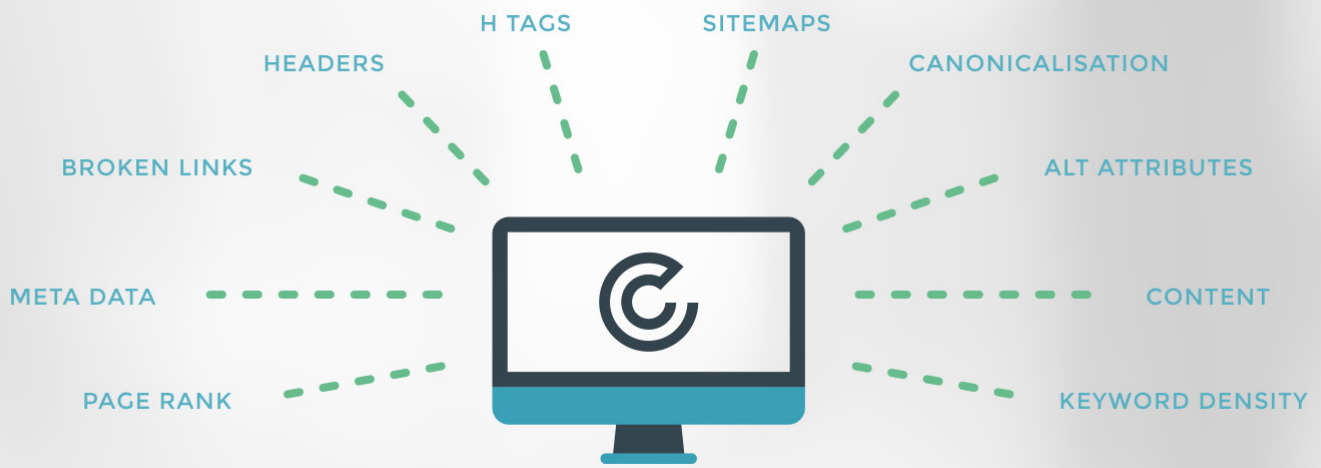 H TAGS
SITEMAPS
HEADERS
CANONICALISATION
BROKEN LINKS
ALT ATTRIBUTES
META DATA
CONTENT
PAGE RANK
KEYWORD DENSITY